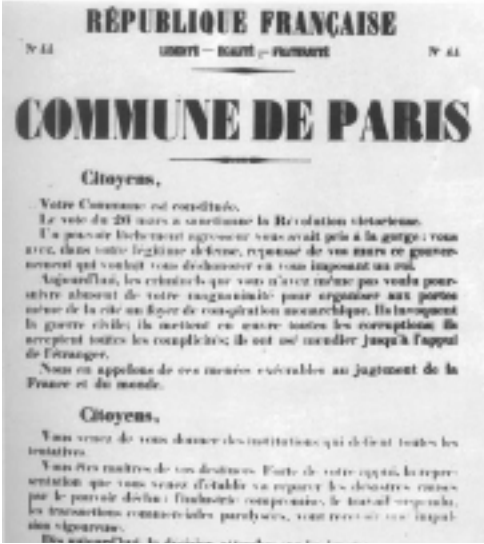 RÉPUBLIQUE FRANÇAISE
N° 44 LIBERTÉ — ÉGALITÉ — FRATERNITÉ N° 44
COMMUNE DE PARIS
Citoyens,
Votre Commune est constituée.
Le vote du 26 mars a sanctionné la Révolution victorieuse.
Un pouvoir lâchement agresseur vous avait pris à la gorge : vous
avez, dans votre légitime défense, repoussé de vos murs ce gouver-
nement qui voulait vous déshonorer en vous imposant un roi.
Aujourd'hui, les criminels que vous n'avez même pas voulu pour-
suivre abusent de votre magnanimité pour organiser aux portes
même de la cité un foyer de conspiration monarchique. Ils invoquent
la guerre civile; ils mettent en œuvre toutes les corruptions; ils
acceptent toutes les complicités; ils ont osé mendier jusqu'à l'appui
de l'étranger.
Nous en appelons de ces menées exécrables au jugement de la
France et du monde.
Citoyens,
Vous venez de vous donner des institutions qui défient toutes les
tentatives.
Vous êtes maîtres de vos destinées. Forte de votre appui, la repré-
sentation que vous venez d'établir va réparer les désastres causés
par le pouvoir déchu : l'industrie compromise, le travail suspendu,
les transactions commerciales paralysées, vont recevoir une impul-
sion vigoureuse.
Dès aujourd'hui, la décision attendue sur les loyers